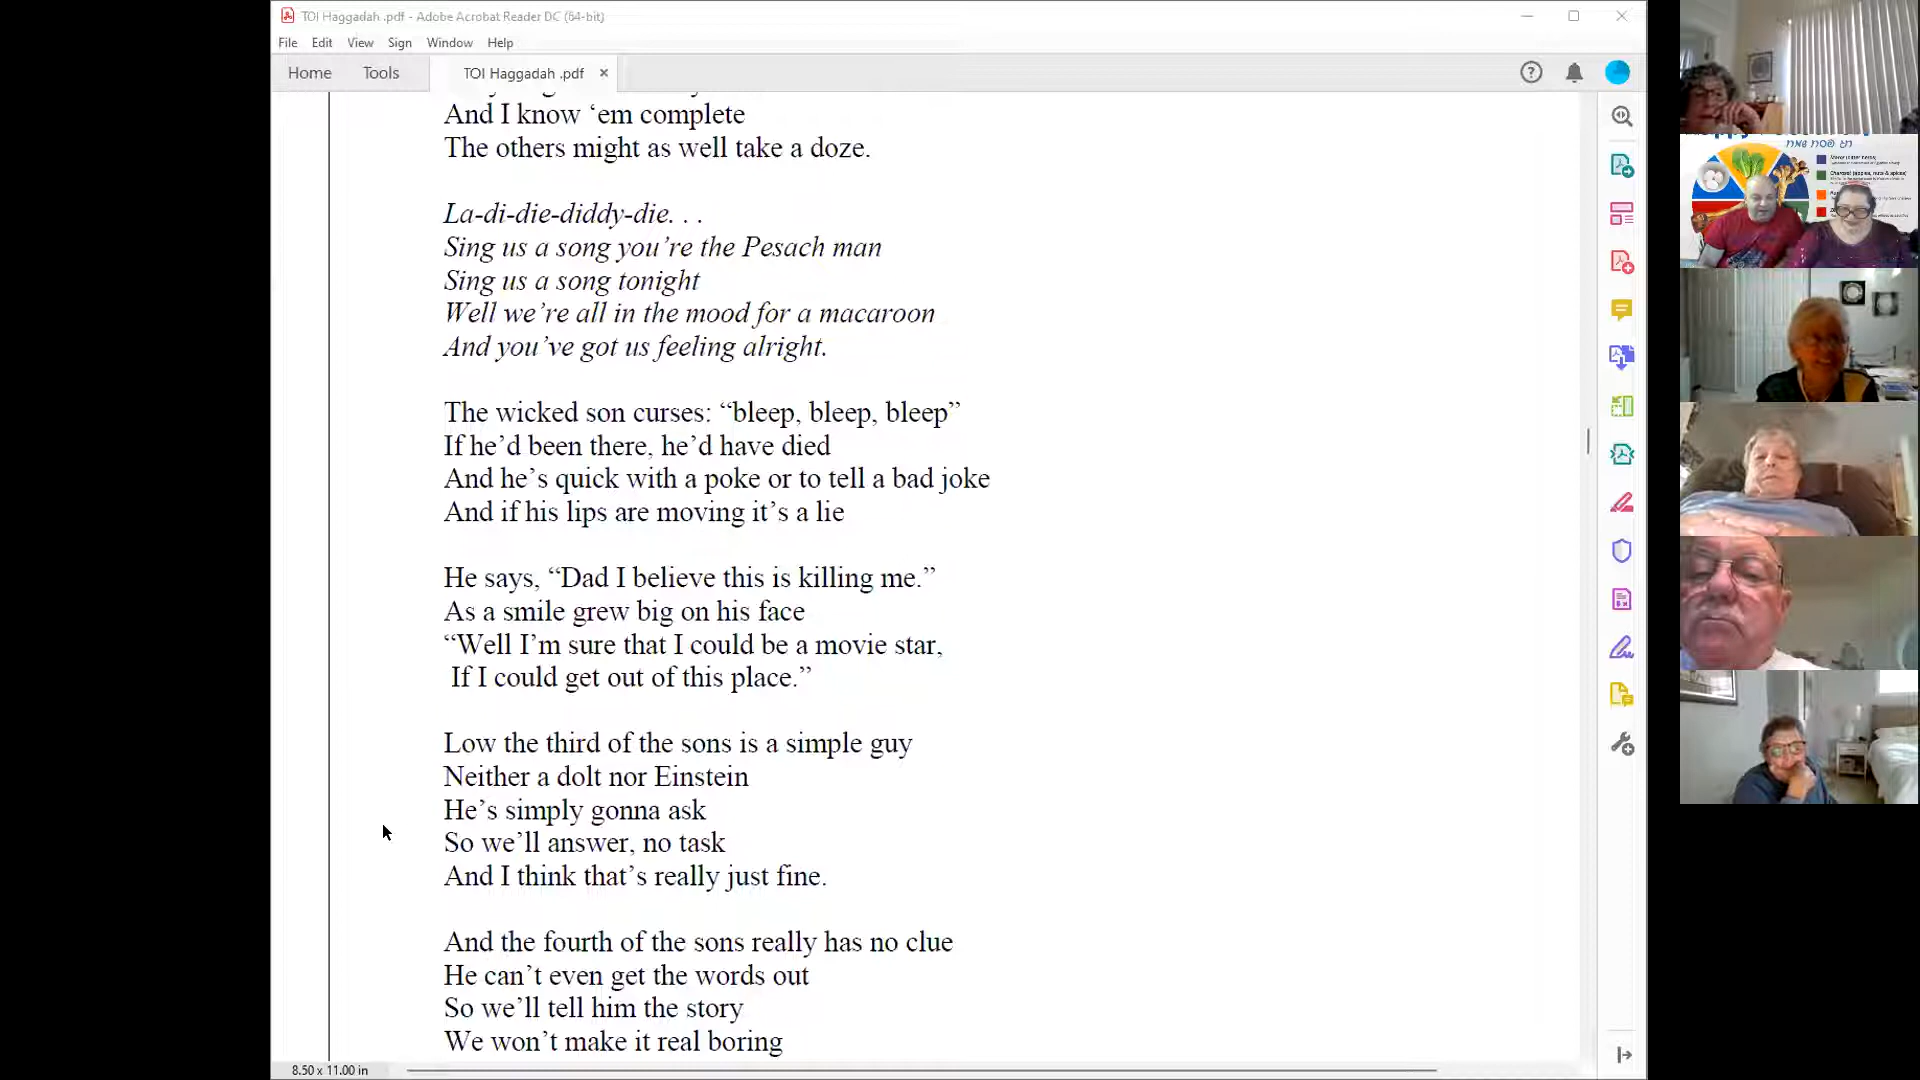 TOI Haggadah .pdf - Adobe Acrobat Reader DC (64-bit)
File Edit View Sign Window Help
Home Tools TOI Haggadah .pdf
And I know ‘em complete
The others might as well take a doze.
La-di-die-diddy-die. . .
Sing us a song you’re the Pesach man
Sing us a song tonight
Well we’re all in the mood for a macaroon
And you’ve got us feeling alright.
The wicked son curses: “bleep, bleep, bleep”
If he’d been there, he’d have died
And he’s quick with a poke or to tell a bad joke
And if his lips are moving it’s a lie
He says, “Dad I believe this is killing me.”
As a smile grew big on his face
“Well I’m sure that I could be a movie star,
If I could get out of this place.”
Low the third of the sons is a simple guy
Neither a dolt nor Einstein
He’s simply gonna ask
So we’ll answer, no task
And I think that’s really just fine.
And the fourth of the sons really has no clue
He can’t even get the words out
So we’ll tell him the story
We won’t make it real boring
8.50 x 11.00 in